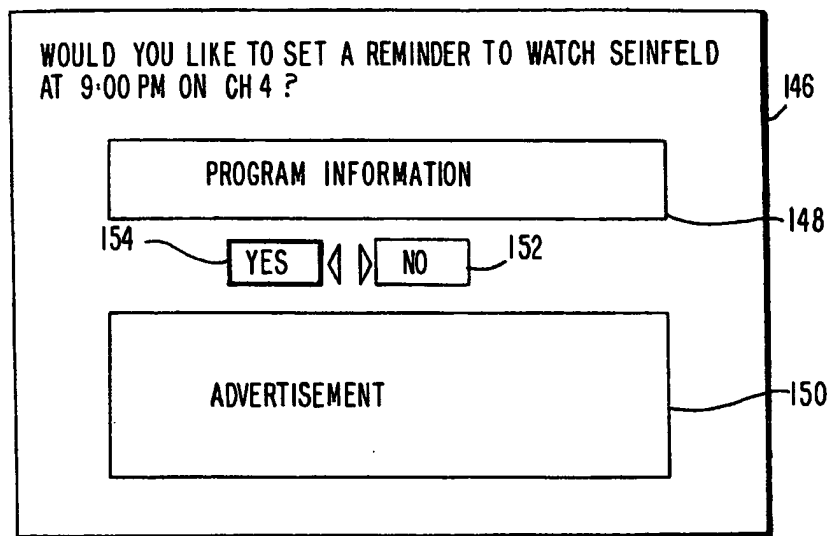 WOULD YOU LIKE TO SET A REMINDER TO WATCH SEINFELD
AT 9:00 PM ON CH 4 ?
146
PROGRAM INFORMATION
148
154
YES
NO
152
ADVERTISEMENT
150